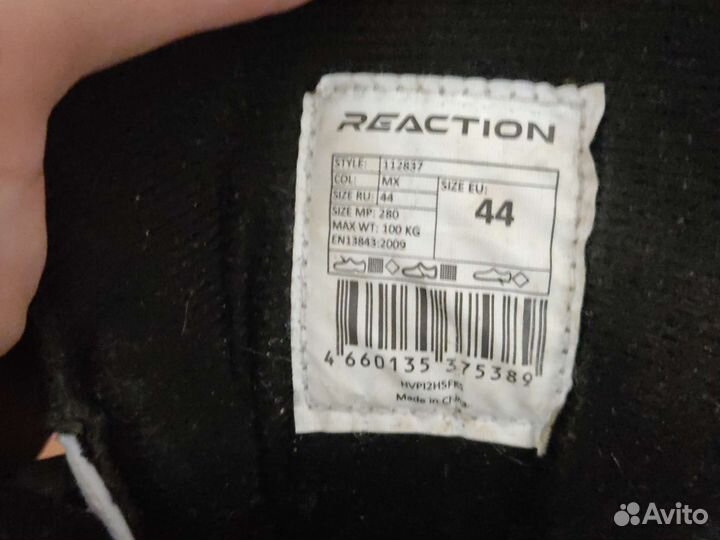 REACTION
STYLE: 112837
COL: MX
SIZE RU: 44
SIZE MP: 280
MAX WT: 100 KG
EN13843:2009
SIZE EU:
44
4 660135 375389
Made in China
Avito